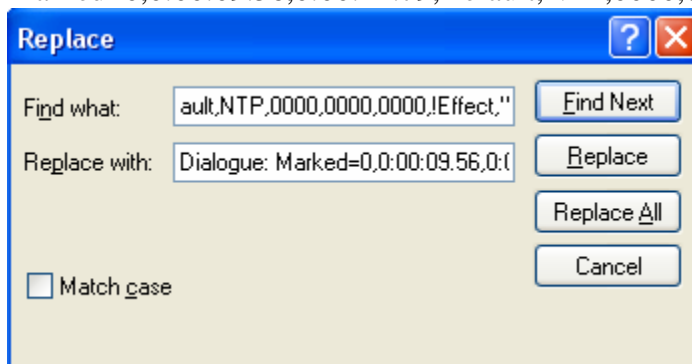 Replace
Find what: ault,NTP,0000,0000,0000,!Effect,"
Find Next
Replace with: Dialogue: Marked=0,0:00:09.56,0:(
Replace
Replace All
Cancel
Match case